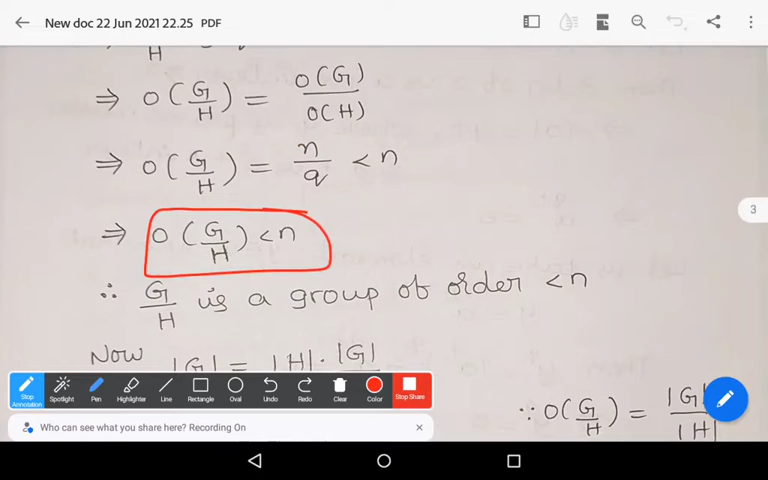 New doc 22 Jun 2021 22.25 PDF
⇒ O(G/H) = O(G)/O(H)
⇒ O(G/H) = n/q < n
⇒ O(G/H) < n
∴ G/H is a group of order < n
Now |G| = |H| · |G|
∵ O(G/H) = |G|/|H|
3
Stop Annotation Spotlight Pen Highlighter Line Rectangle Oval Undo Redo Clear Color Stop Share
Who can see what you share here? Recording On